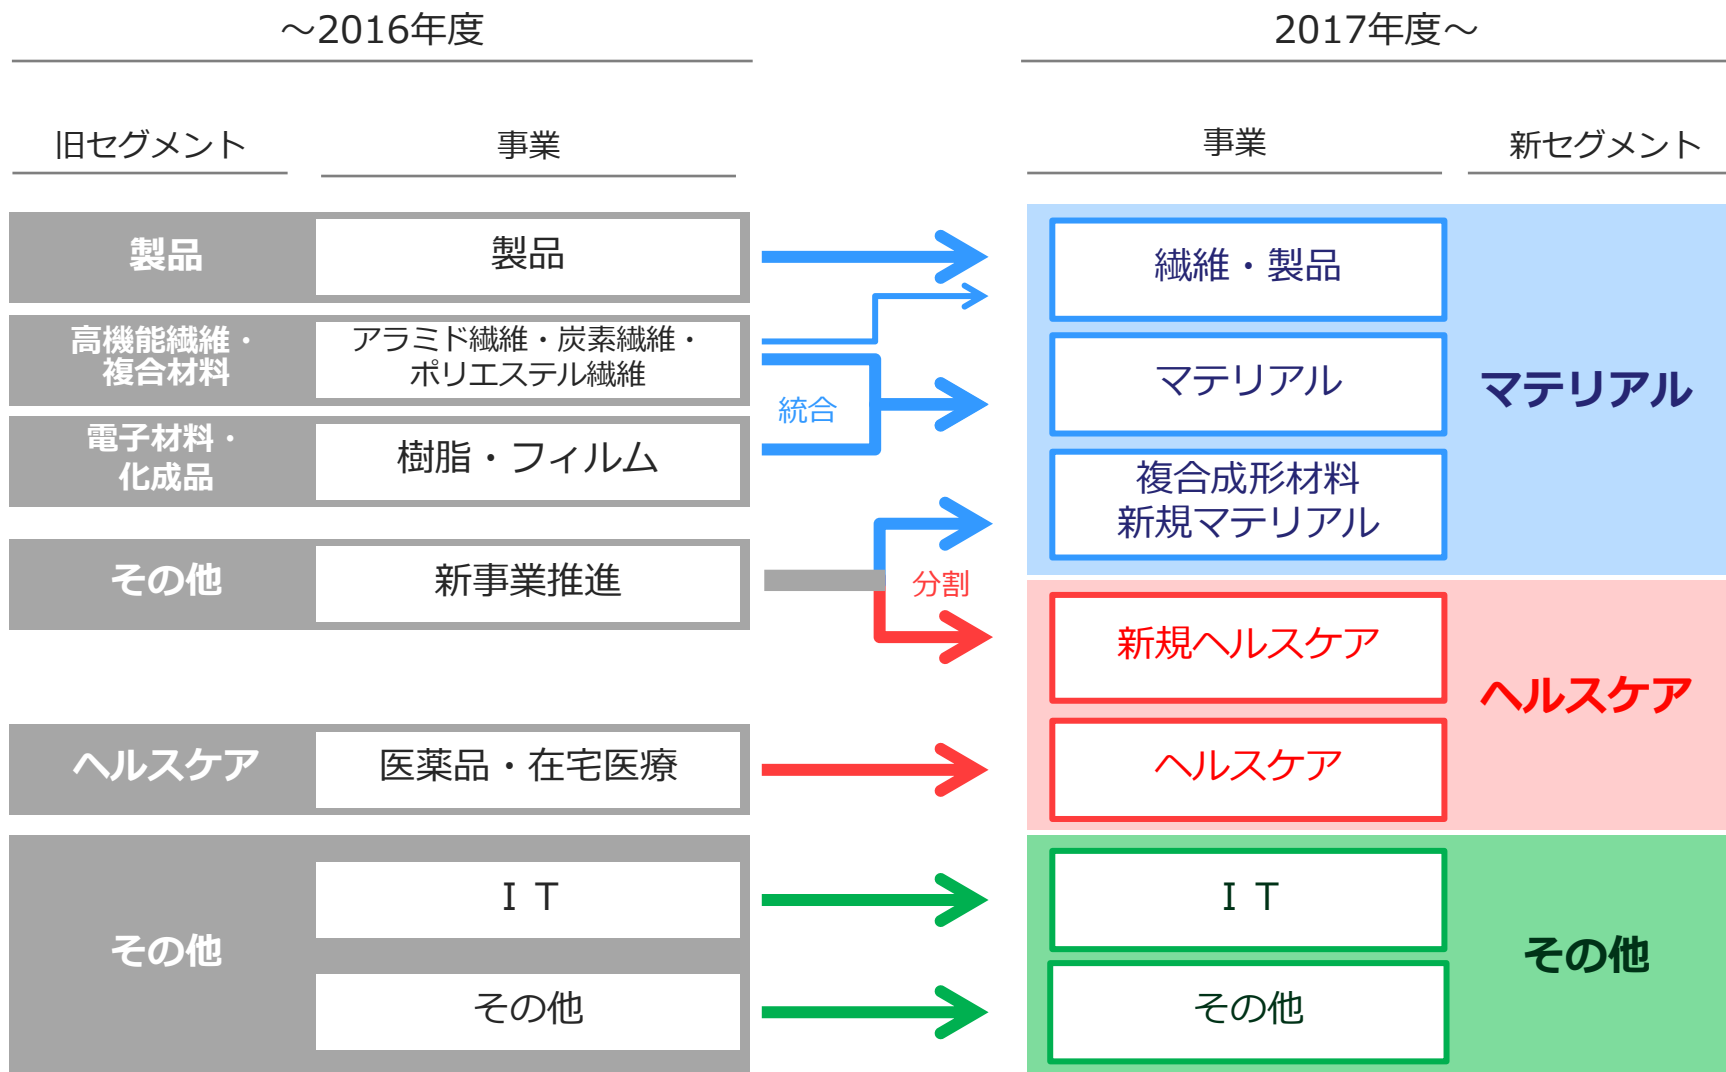 ～2016年度
2017年度～
旧セグメント
事業
事業
新セグメント
製品
製品
繊維・製品
高機能繊維・
複合材料
アラミド繊維・炭素繊維・
ポリエステル繊維
マテリアル
マテリアル
統合
電子材料・
化成品
樹脂・フィルム
複合成形材料
新規マテリアル
その他
新事業推進
分割
新規ヘルスケア
ヘルスケア
ヘルスケア
医薬品・在宅医療
ヘルスケア
その他
ＩＴ
ＩＴ
その他
その他
その他